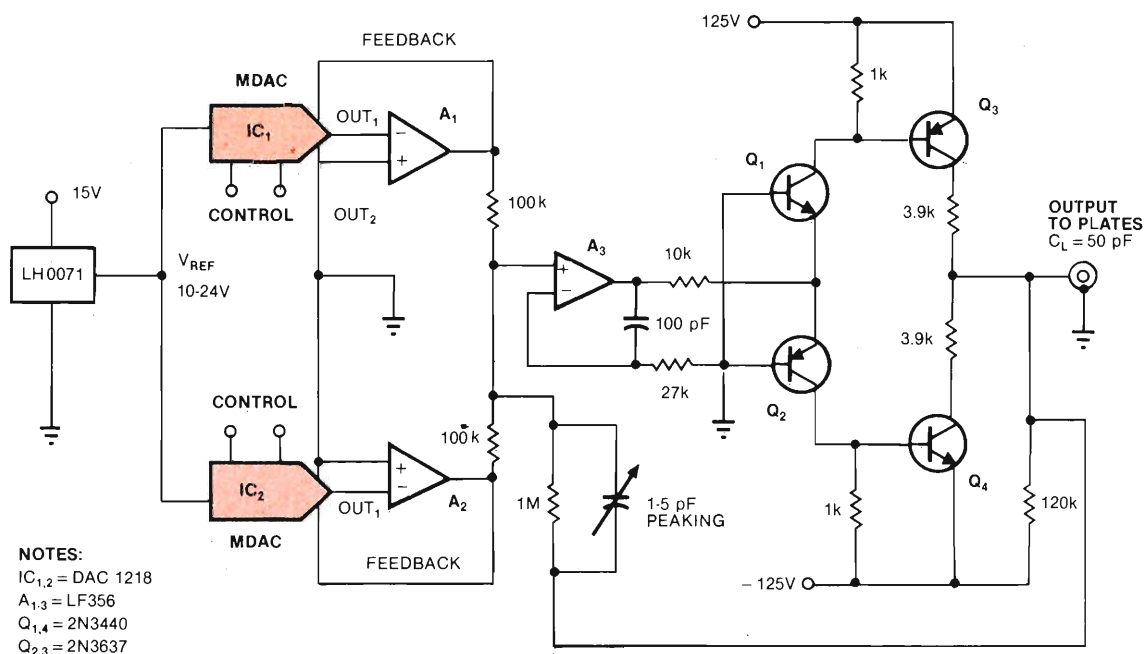 125V
FEEDBACK
1k
MDAC
Q3
IC1
OUT1
A1
Q1
15V
CONTROL
OUT2
100k
3.9k
OUTPUT
TO PLATES
CL = 50 pF
LH0071
VREF
10-24V
A3
10k
100 pF
3.9k
27k
Q2
CONTROL
100k
IC2
OUT1
A2
Q4
1M
1-5 pF
PEAKING
1k
120k
MDAC
FEEDBACK
−125V
NOTES:
IC1,2 = DAC 1218
A1-3 = LF356
Q1,4 = 2N3440
Q2,3 = 2N3637